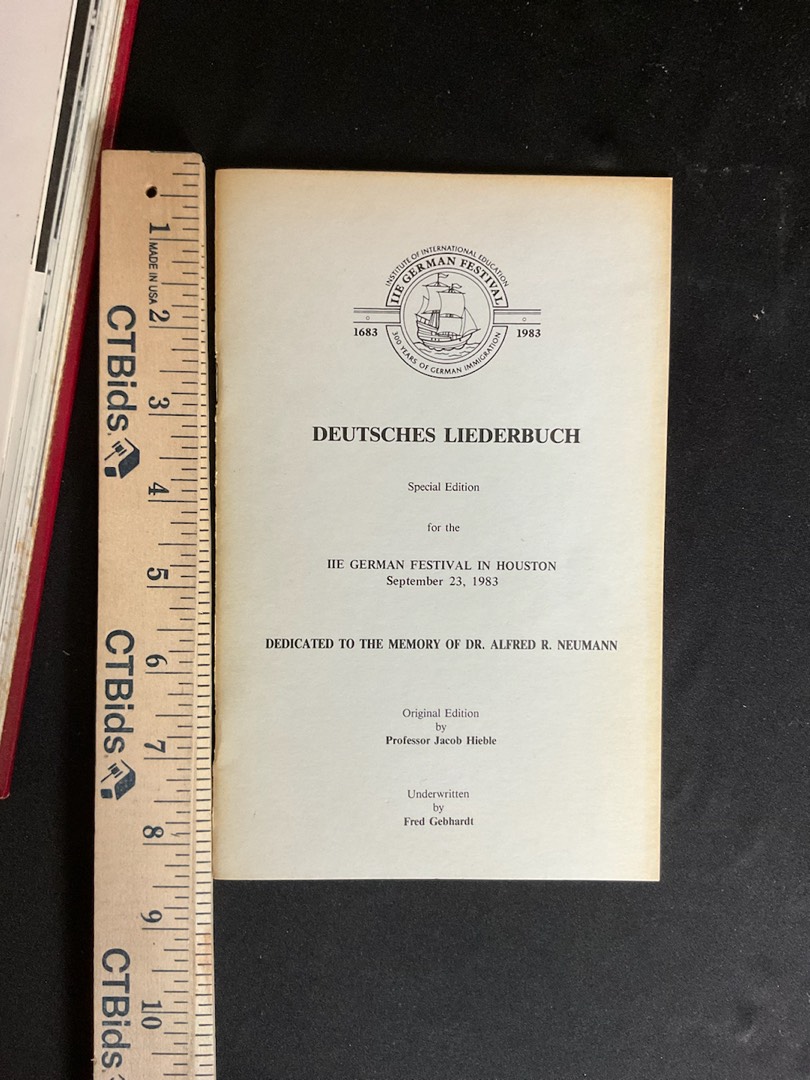 INSTITUTE OF INTERNATIONAL EDUCATION
IIE GERMAN FESTIVAL
1683
1983
300 YEARS OF GERMAN IMMIGRATION
DEUTSCHES LIEDERBUCH
Special Edition
for the
IIE GERMAN FESTIVAL IN HOUSTON
September 23, 1983
DEDICATED TO THE MEMORY OF DR. ALFRED R. NEUMANN
Original Edition
by
Professor Jacob Hieble
Underwritten
by
Fred Gebhardt
1
MADE IN USA
2
3
4
5
6
7
8
9
10
CTBids
CTBids
CTBids